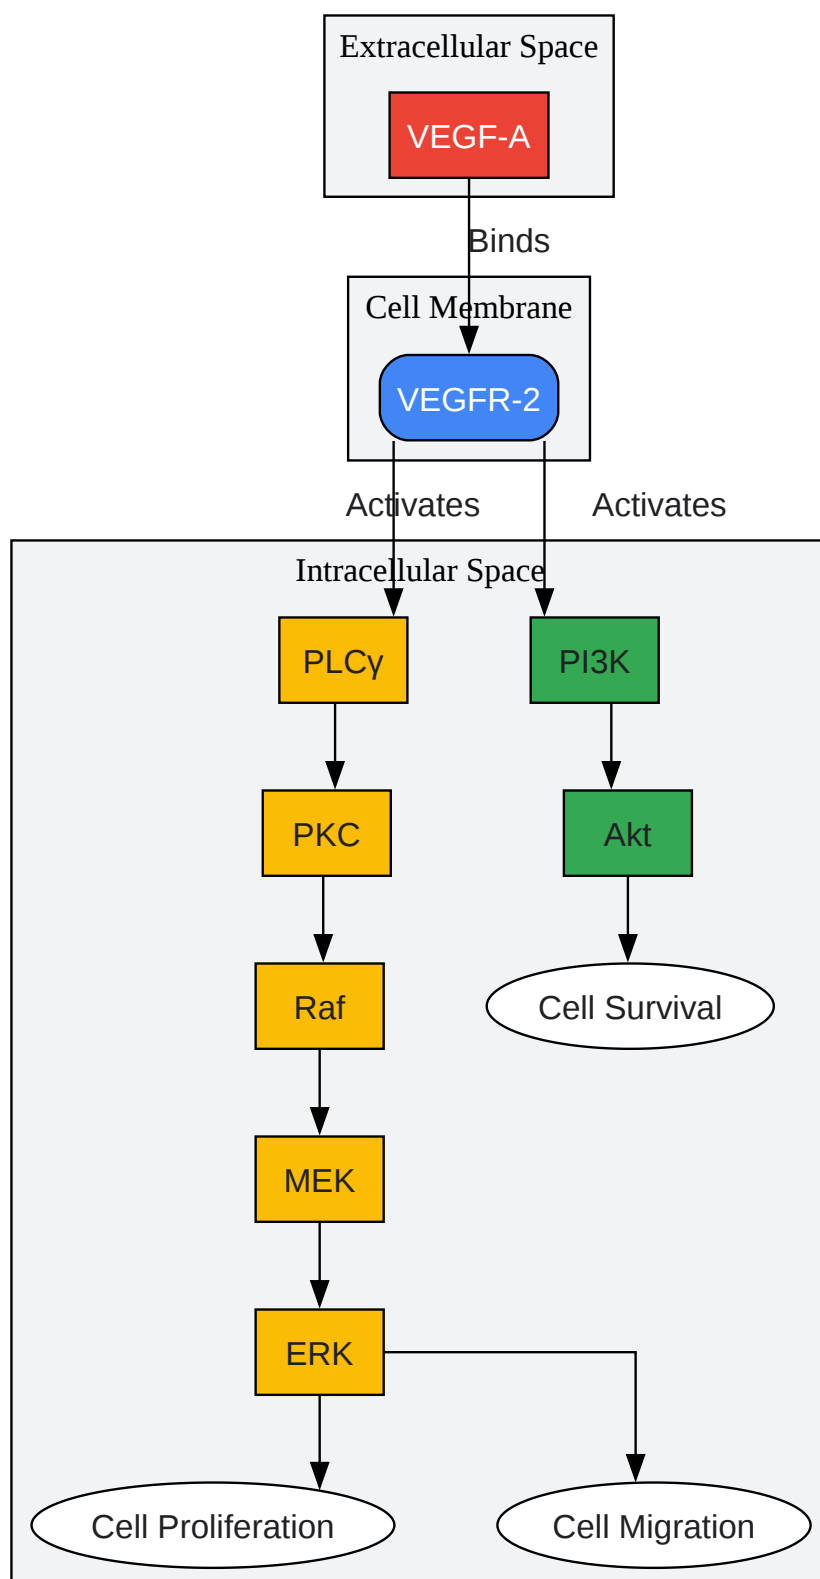 Extracellular Space
VEGF-A
Binds
Cell Membrane
VEGFR-2
Activates
Activates
Intracellular Space
PLCγ
PI3K
PKC
Akt
Raf
Cell Survival
MEK
ERK
Cell Proliferation
Cell Migration